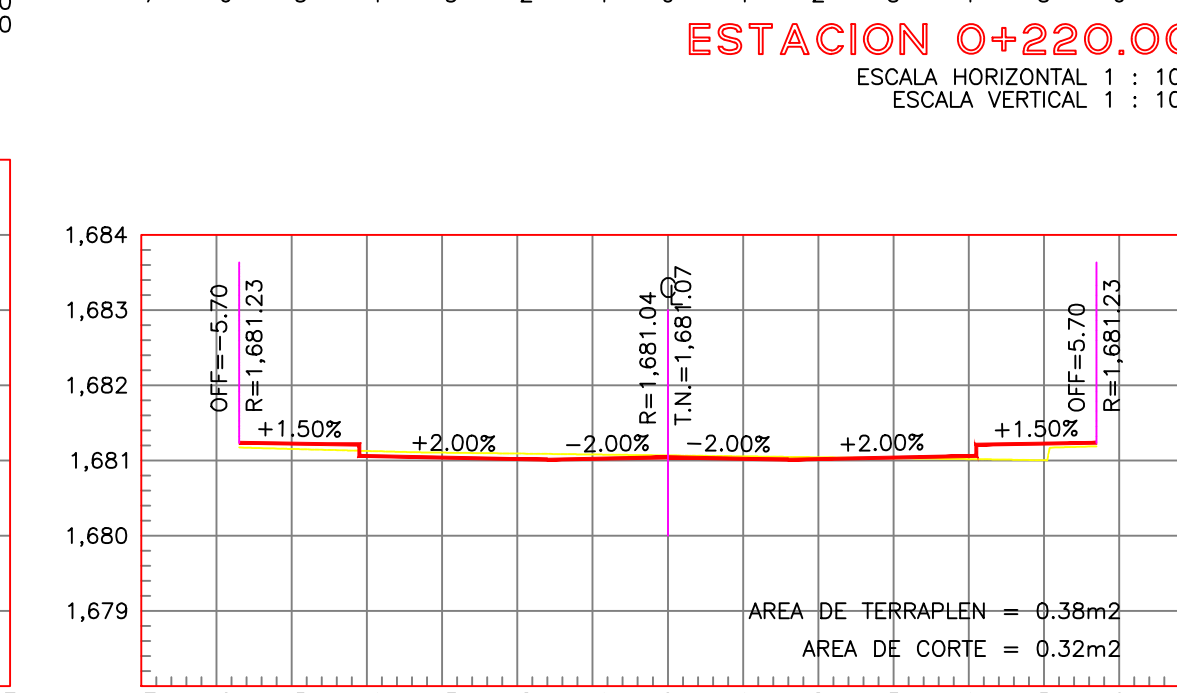 ESTACION 0+220.00
ESCALA HORIZONTAL 1 : 10
ESCALA VERTICAL 1 : 10
1,684
1,683
1,682
1,681
1,680
1,679
OFF=-5.70
R=1,681.23
R=1,681.04
T.N.=1,681.07
CL
OFF=5.70
R=1,681.23
+1.50%
+2.00%
-2.00%
-2.00%
+2.00%
+1.50%
AREA DE TERRAPLEN = 0.38m2
AREA DE CORTE = 0.32m2